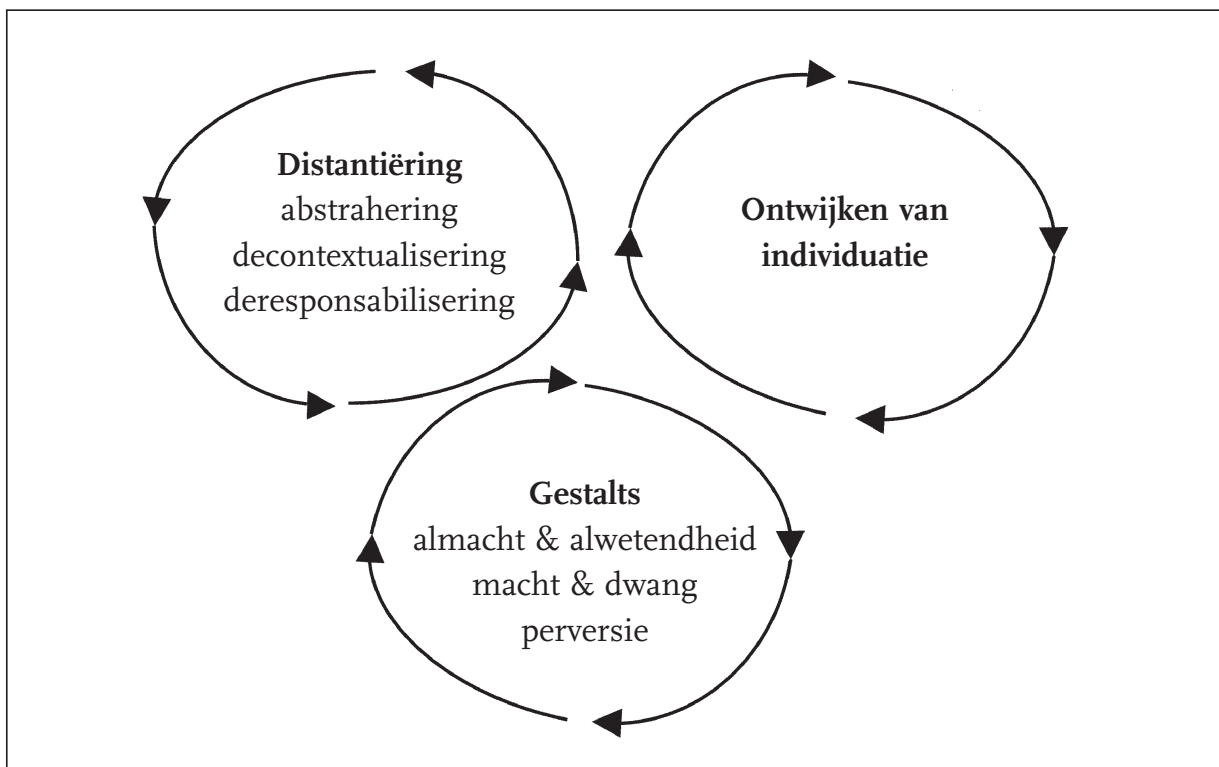 Distantiëring
abstrahering
decontextualisering
deresponsabilisering
Ontwijken van
individuatie
Gestalts
almacht & alwetendheid
macht & dwang
perversie